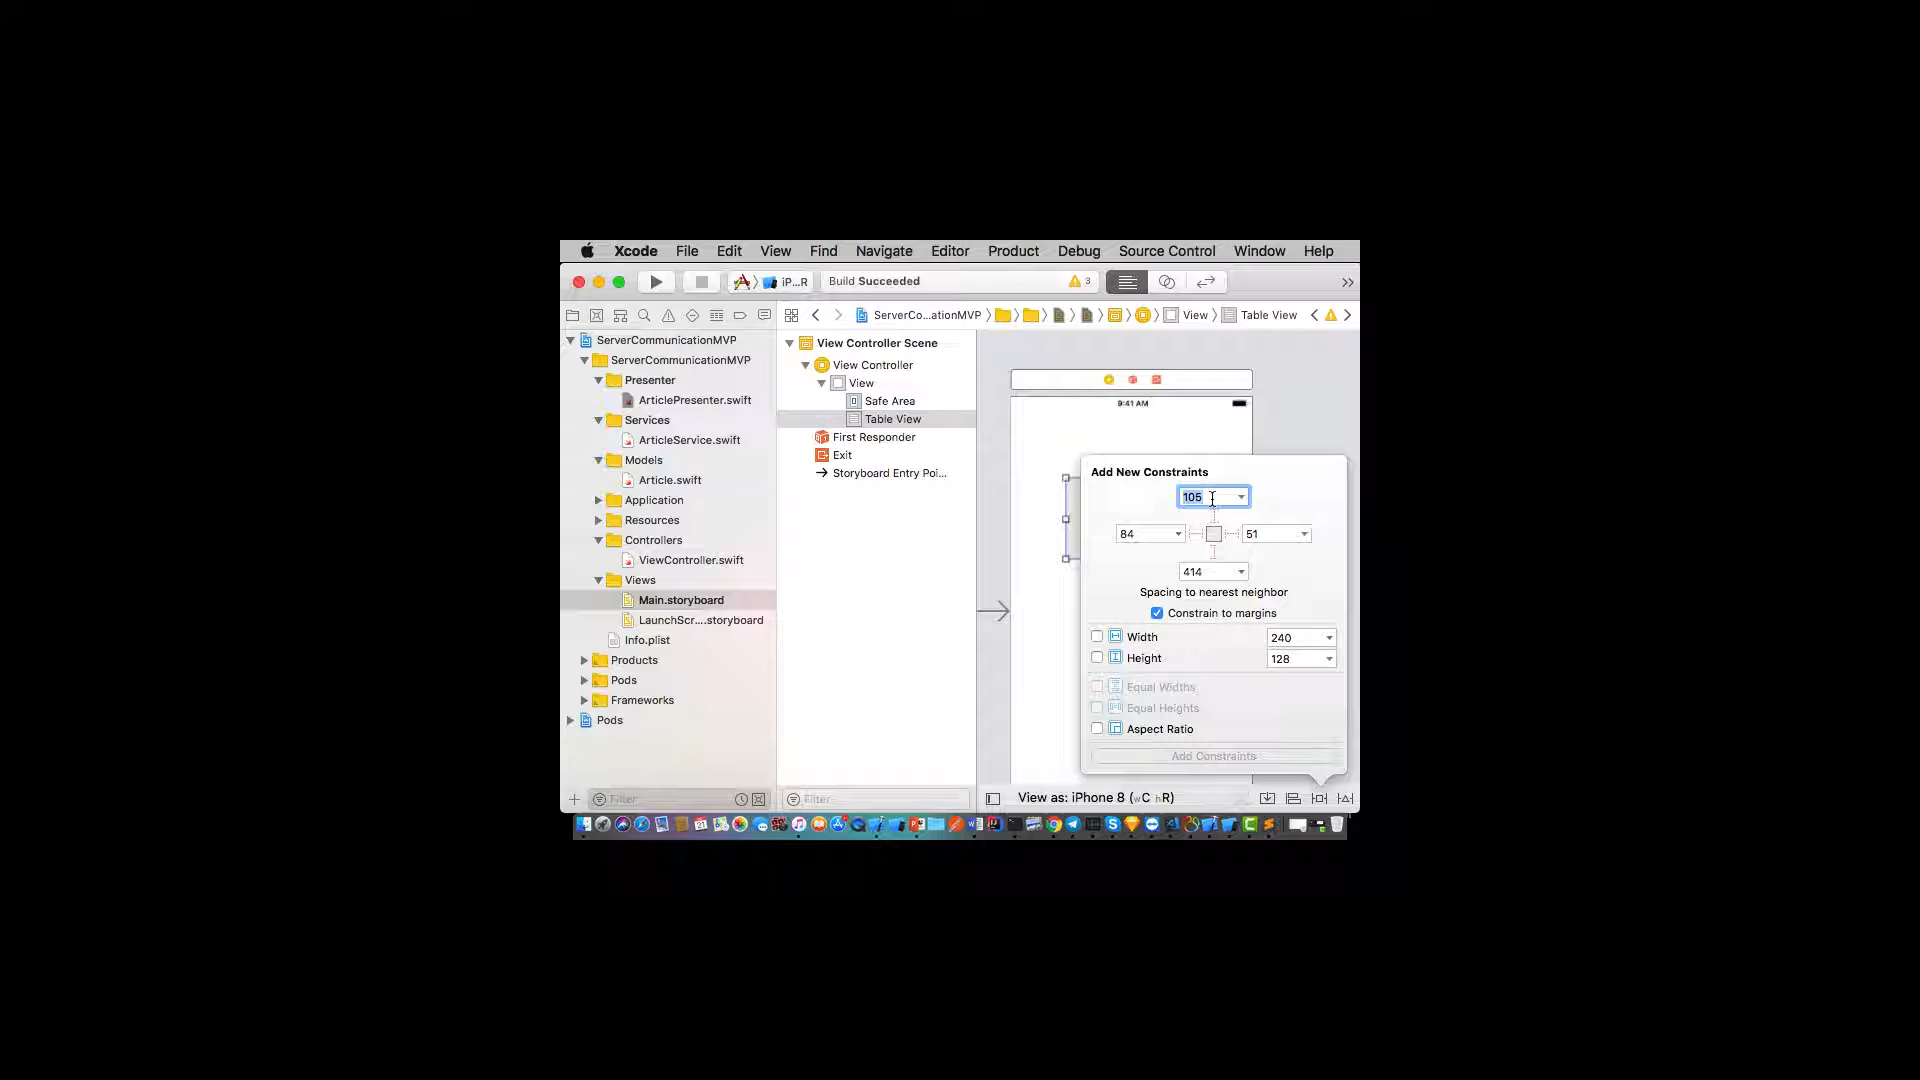 Xcode File Edit View Find Navigate Editor Product Debug Source Control Window Help
iP...R Build Succeeded 3
ServerCo...ationMVP View Table View
ServerCommunicationMVP
ServerCommunicationMVP
Presenter
ArticlePresenter.swift
Services
ArticleService.swift
Models
Article.swift
Application
Resources
Controllers
ViewController.swift
Views
Main.storyboard
LaunchScr....storyboard
Info.plist
Products
Pods
Frameworks
Pods
Filter
View Controller Scene
View Controller
View
Safe Area
Table View
First Responder
Exit
Storyboard Entry Poi...
Filter
9:41 AM
Add New Constraints
105
84 51
414
Spacing to nearest neighbor
Constrain to margins
Width 240
Height 128
Equal Widths
Equal Heights
Aspect Ratio
Add Constraints
View as: iPhone 8 (wC hR)